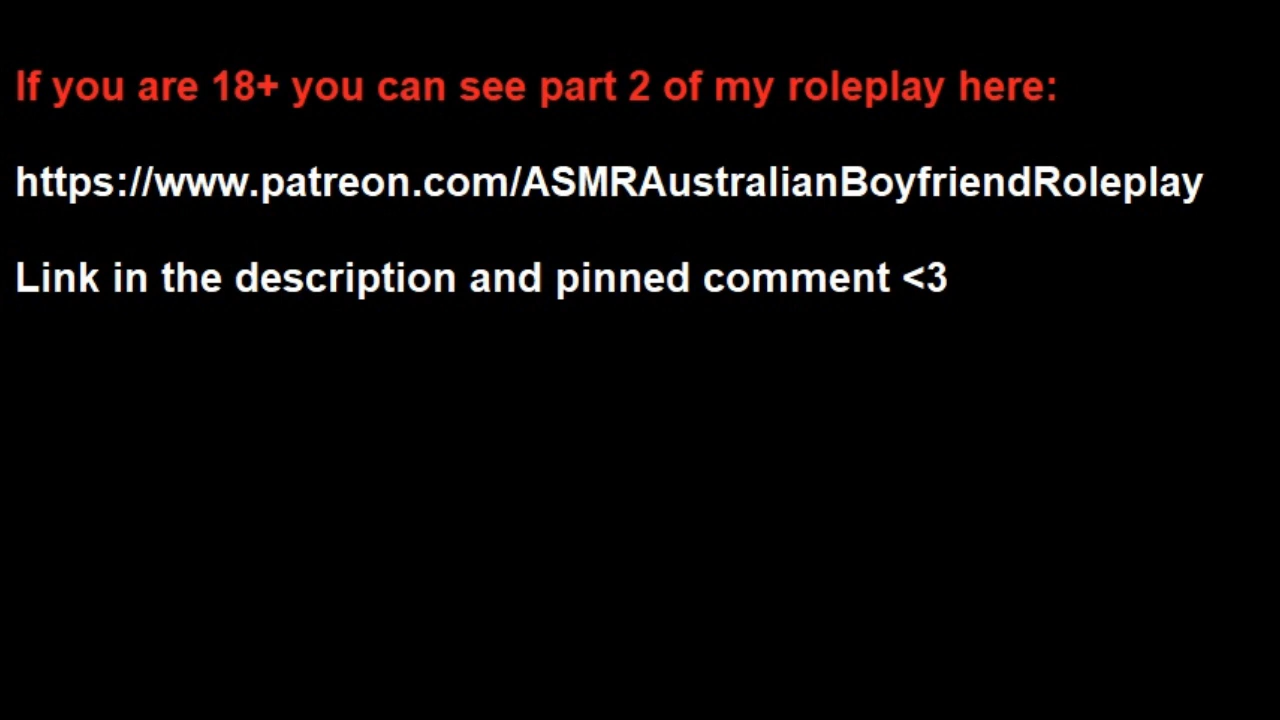 If you are 18+ you can see part 2 of my roleplay here:
https://www.patreon.com/ASMRAustralianBoyfriendRoleplay
Link in the description and pinned comment <3